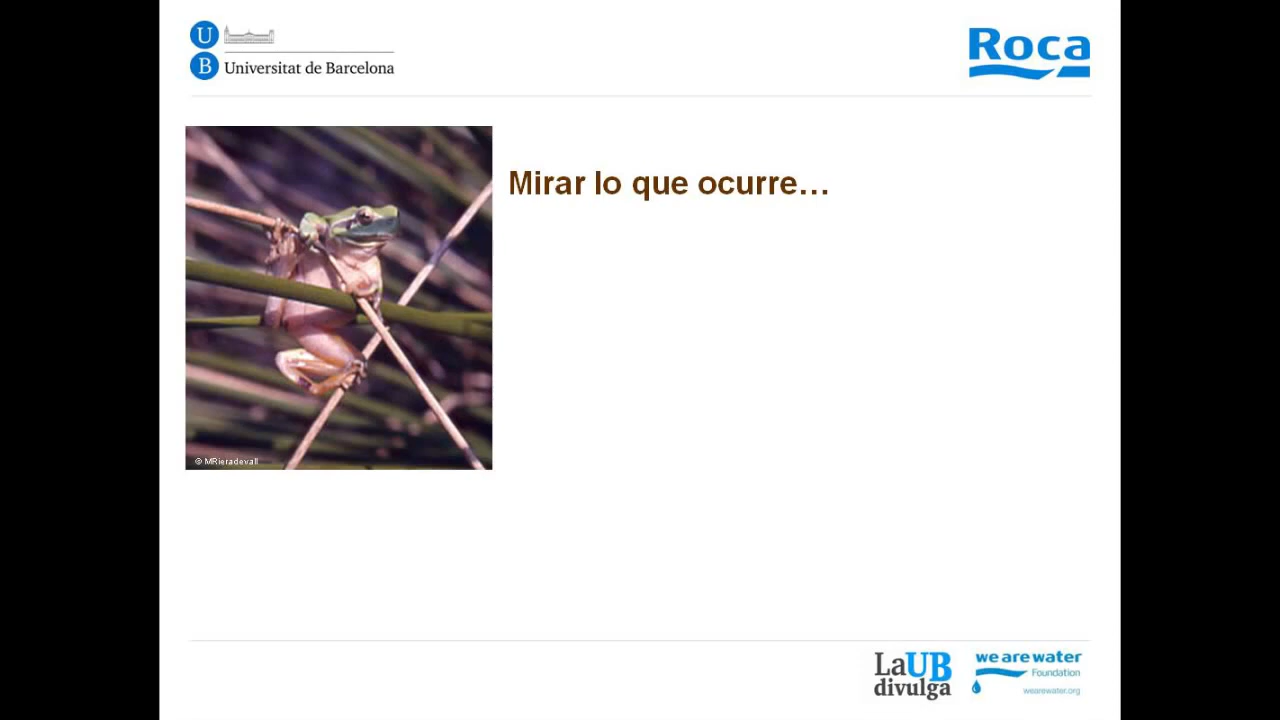 U
B Universitat de Barcelona
Roca
Mirar lo que ocurre…
© MRieradevall
La UB
divulga
we are water
Foundation
wearewater.org